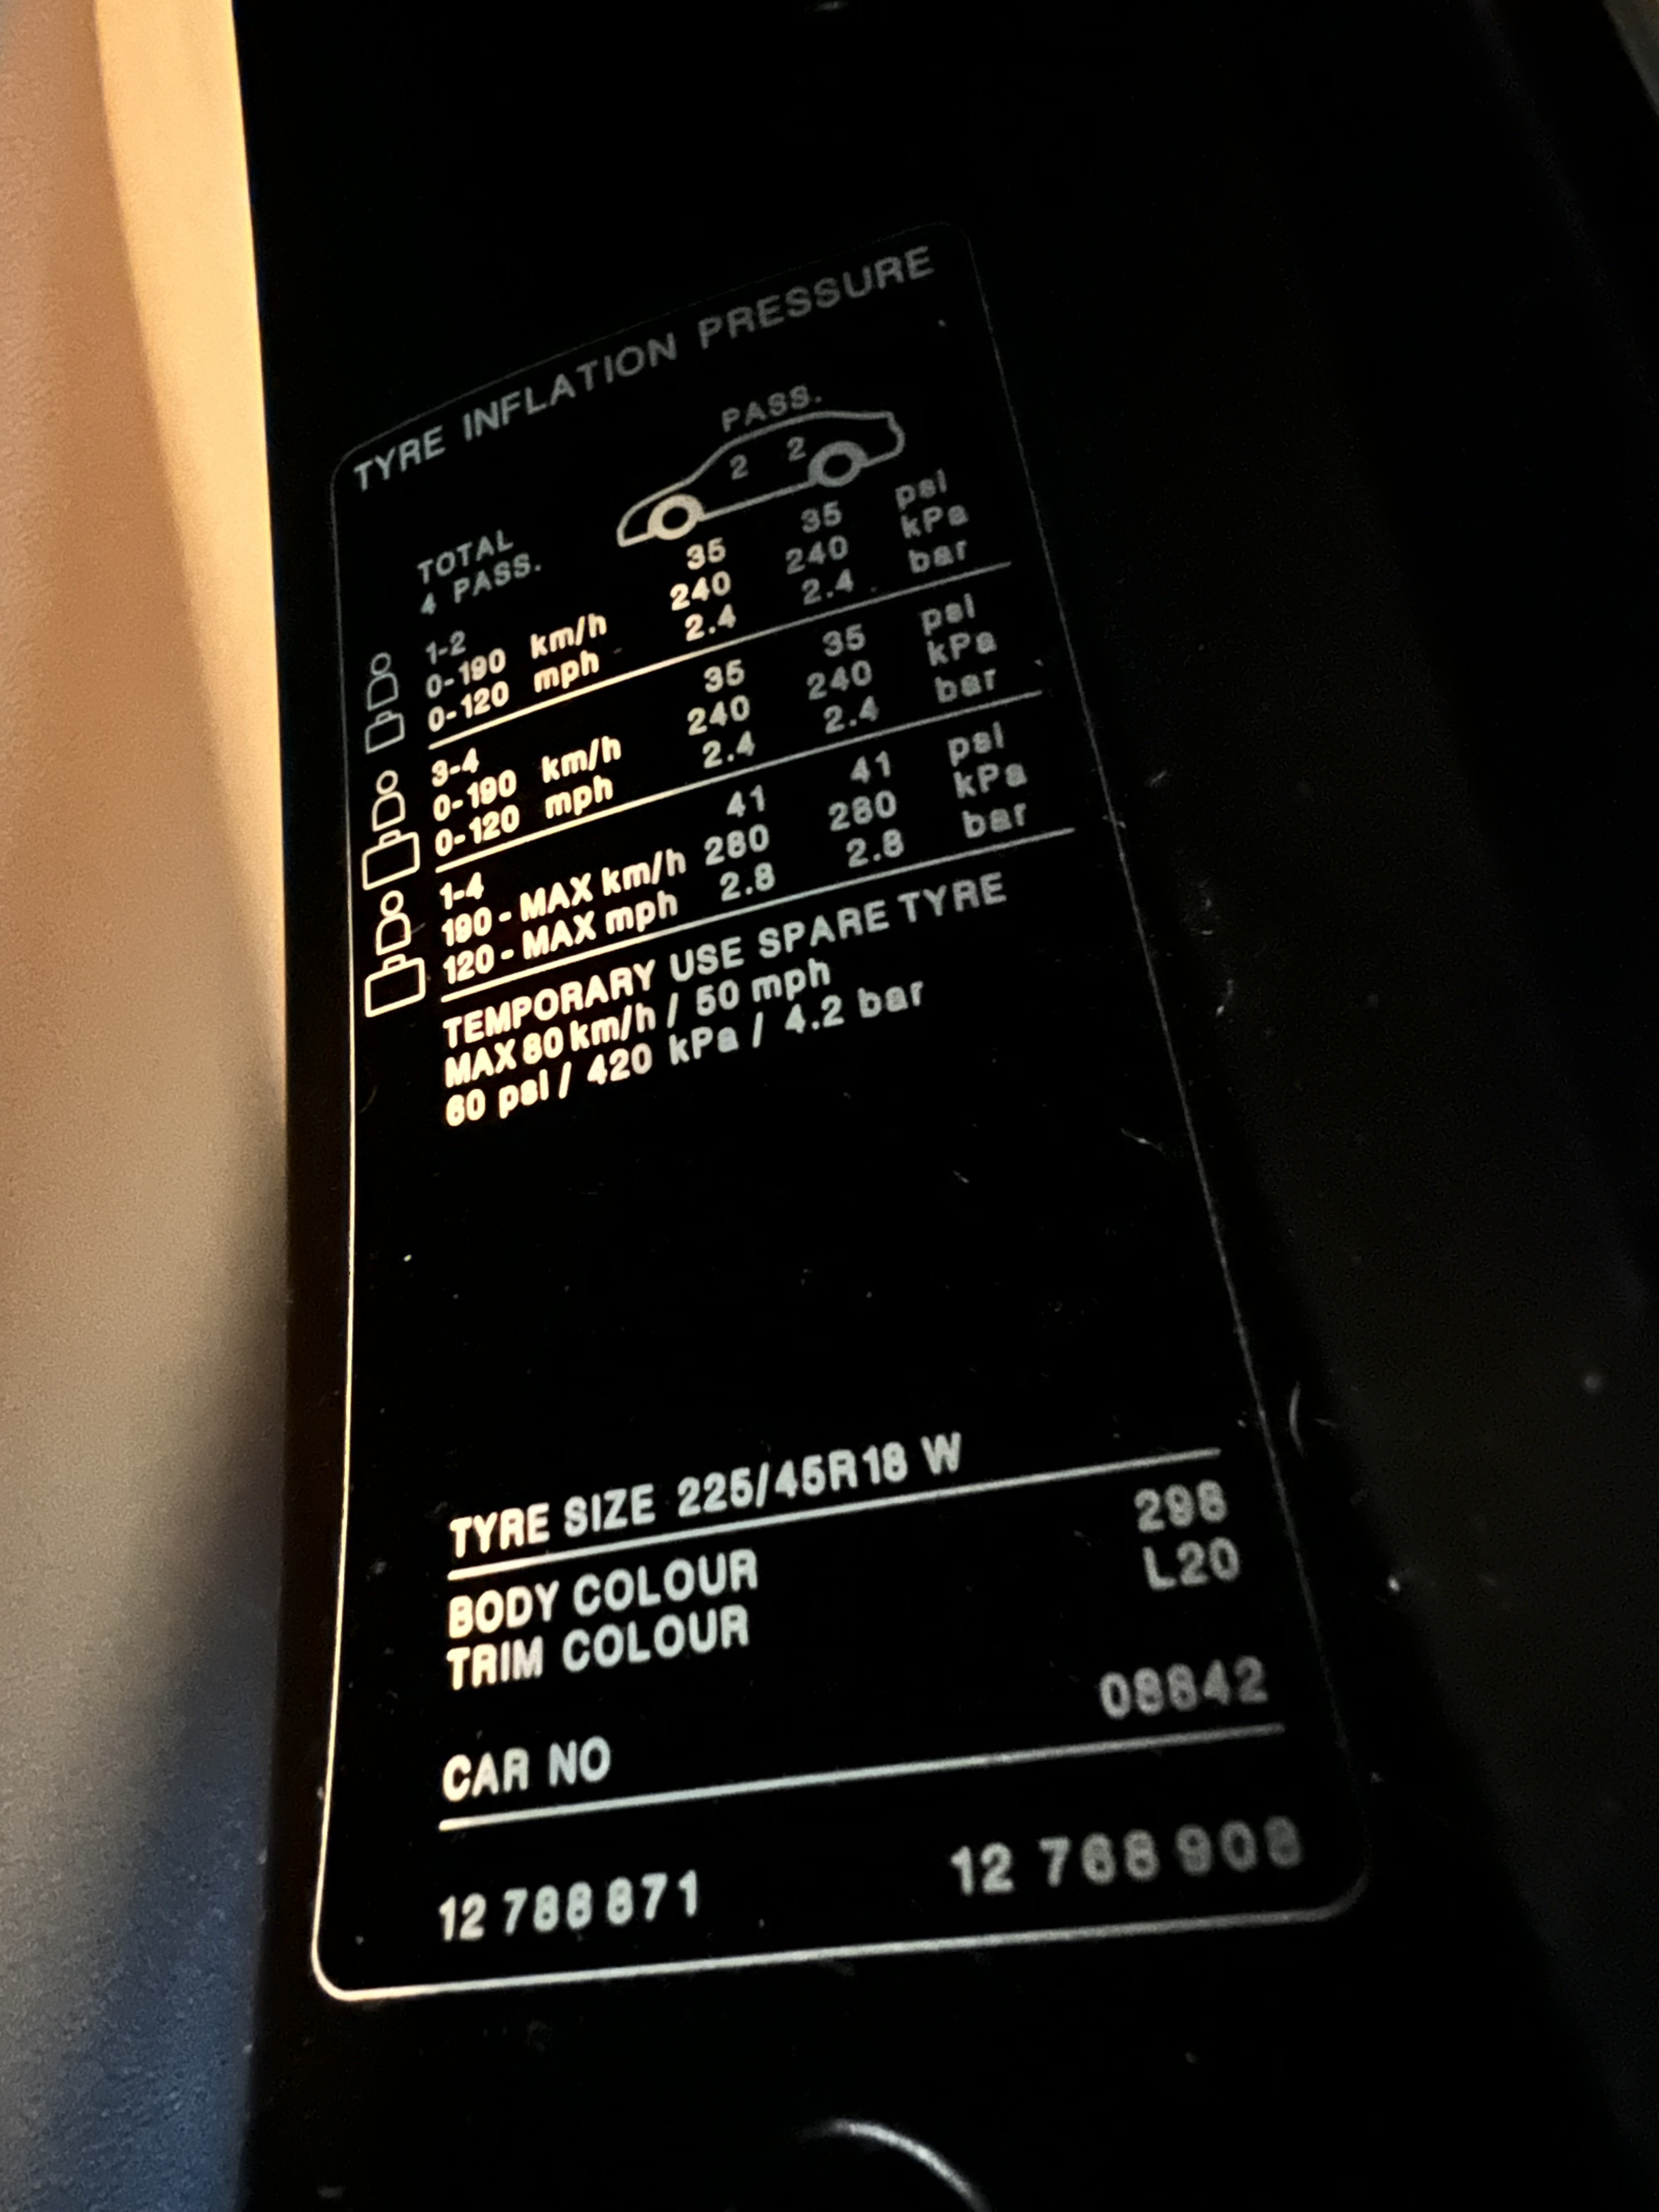 TYRE INFLATION PRESSURE
PASS.
2 2
TOTAL
4 PASS.
1-2 35 35 psi
0-190 km/h 240 240 kPa
0-120 mph 2.4 2.4 bar
3-4 35 35 psi
0-190 km/h 240 240 kPa
0-120 mph 2.4 2.4 bar
1-4 41 41 psi
190 - MAX km/h 280 280 kPa
120 - MAX mph 2.8 2.8 bar
TEMPORARY USE SPARE TYRE
MAX 80 km/h / 50 mph
60 psi / 420 kPa / 4.2 bar
TYRE SIZE 225/45R18 W
BODY COLOUR 298
TRIM COLOUR L20
CAR NO 08842
12 788 871 12 788 908